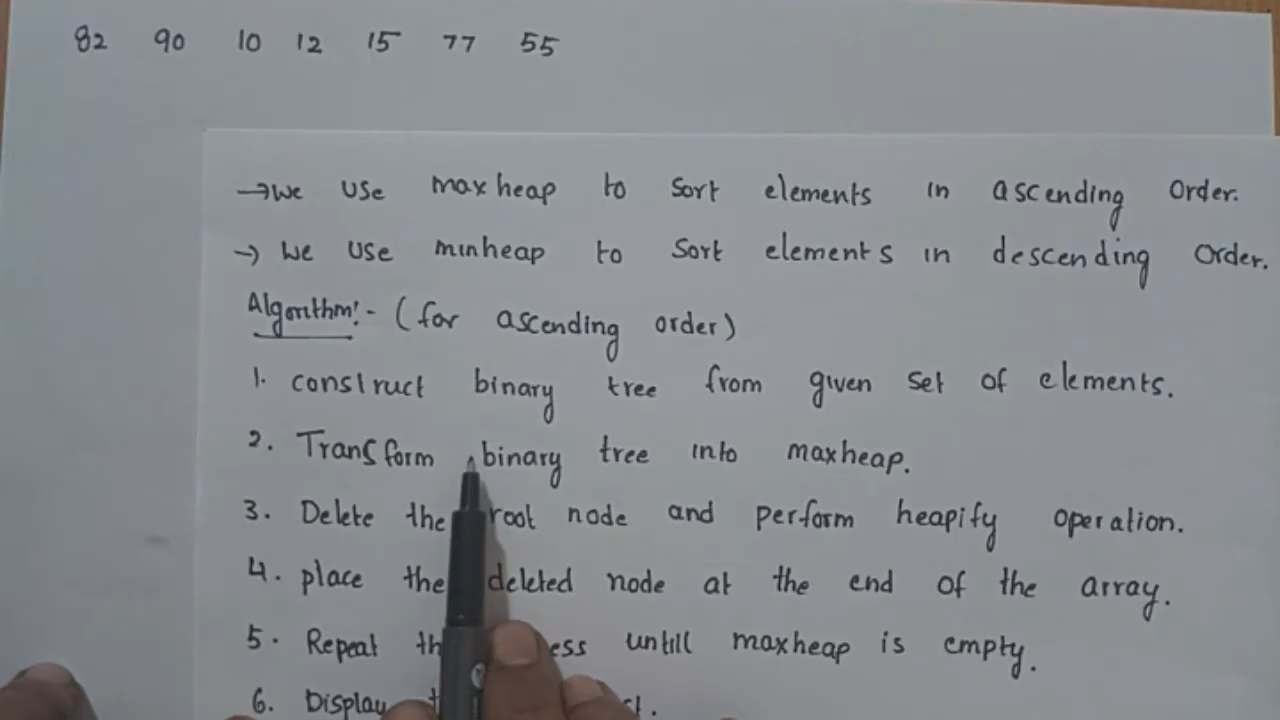 82 90 10 12 15 77 55
→ We use maxheap to sort elements in ascending order.
→ We use minheap to sort elements in descending order.
Algorithm:- (for ascending order)
1. construct binary tree from given set of elements.
2. Transform binary tree into maxheap.
3. Delete the root node and perform heapify operation.
4. place the deleted node at the end of the array.
5. Repeat untill maxheap is empty.
6. Display